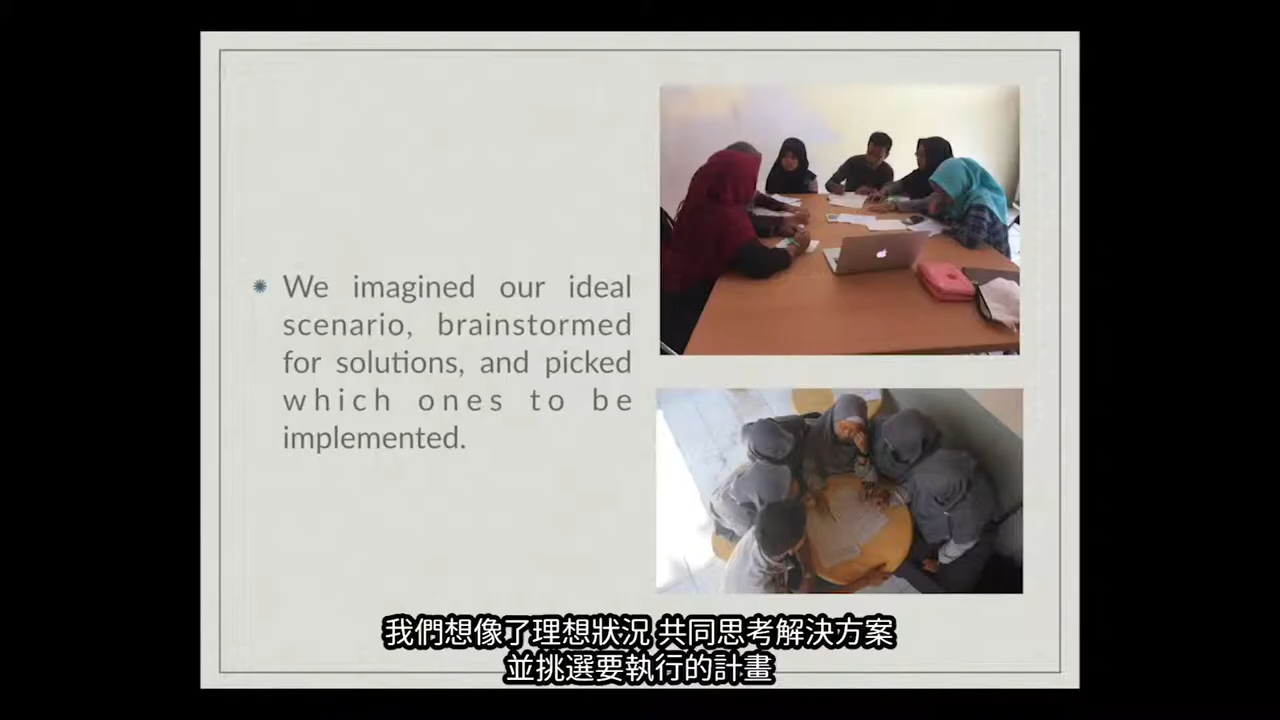 We imagined our ideal
scenario, brainstormed
for solutions, and picked
which ones to be
implemented.
我們想像了理想狀況 共同思考解決方案
並挑選要執行的計畫